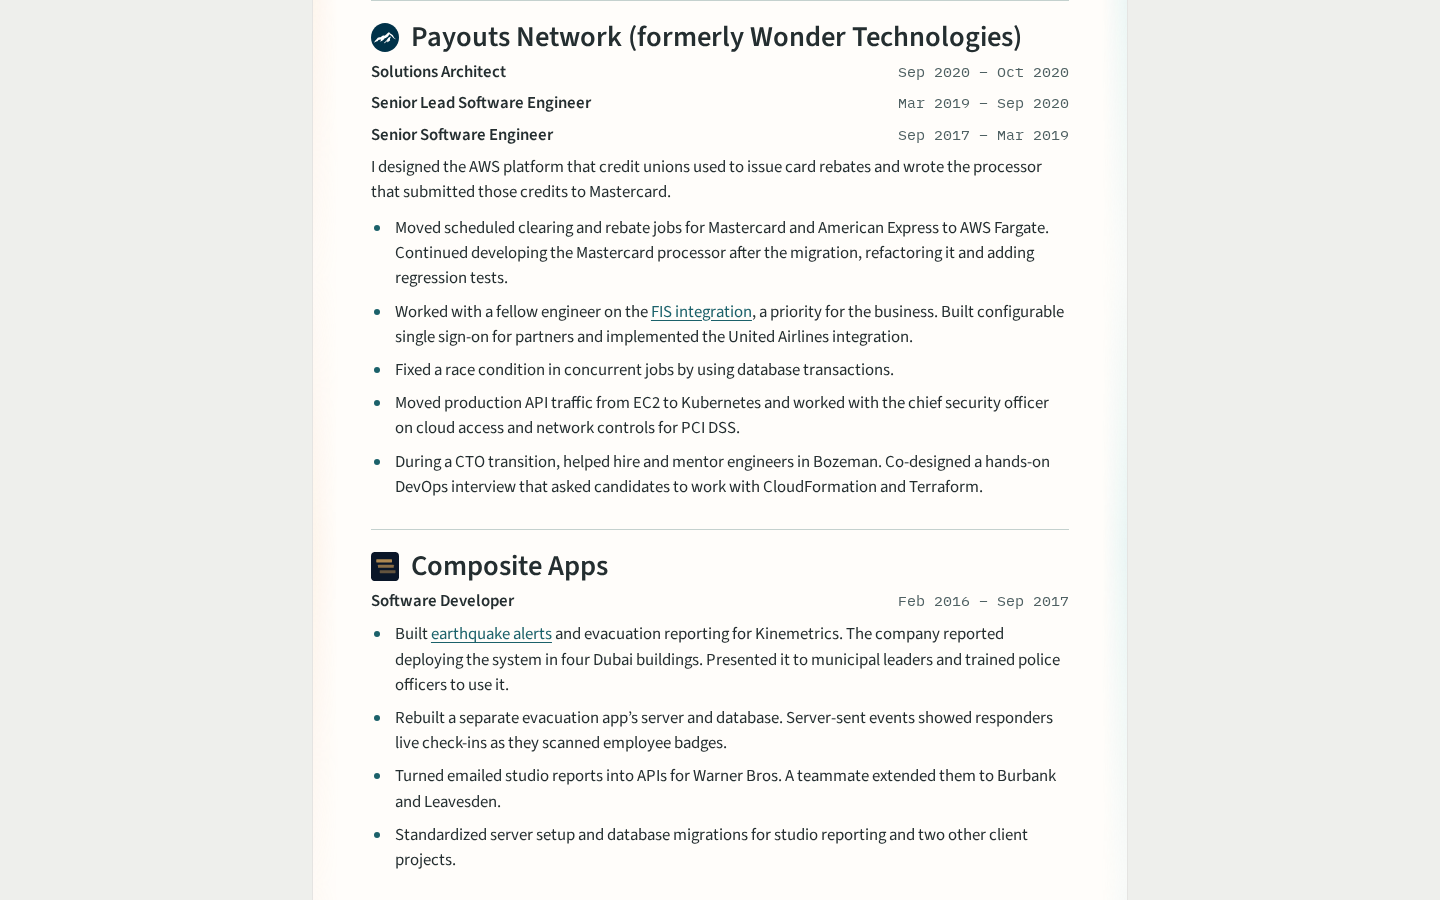 Payouts Network (formerly Wonder Technologies)
Solutions Architect Sep 2020 – Oct 2020
Senior Lead Software Engineer Mar 2019 – Sep 2020
Senior Software Engineer Sep 2017 – Mar 2019
I designed the AWS platform that credit unions used to issue card rebates and wrote the processor
that submitted those credits to Mastercard.
• Moved scheduled clearing and rebate jobs for Mastercard and American Express to AWS Fargate.
Continued developing the Mastercard processor after the migration, refactoring it and adding
regression tests.
• Worked with a fellow engineer on the FIS integration, a priority for the business. Built configurable
single sign-on for partners and implemented the United Airlines integration.
• Fixed a race condition in concurrent jobs by using database transactions.
• Moved production API traffic from EC2 to Kubernetes and worked with the chief security officer
on cloud access and network controls for PCI DSS.
• During a CTO transition, helped hire and mentor engineers in Bozeman. Co-designed a hands-on
DevOps interview that asked candidates to work with CloudFormation and Terraform.
Composite Apps
Software Developer Feb 2016 – Sep 2017
• Built earthquake alerts and evacuation reporting for Kinemetrics. The company reported
deploying the system in four Dubai buildings. Presented it to municipal leaders and trained police
officers to use it.
• Rebuilt a separate evacuation app’s server and database. Server-sent events showed responders
live check-ins as they scanned employee badges.
• Turned emailed studio reports into APIs for Warner Bros. A teammate extended them to Burbank
and Leavesden.
• Standardized server setup and database migrations for studio reporting and two other client
projects.